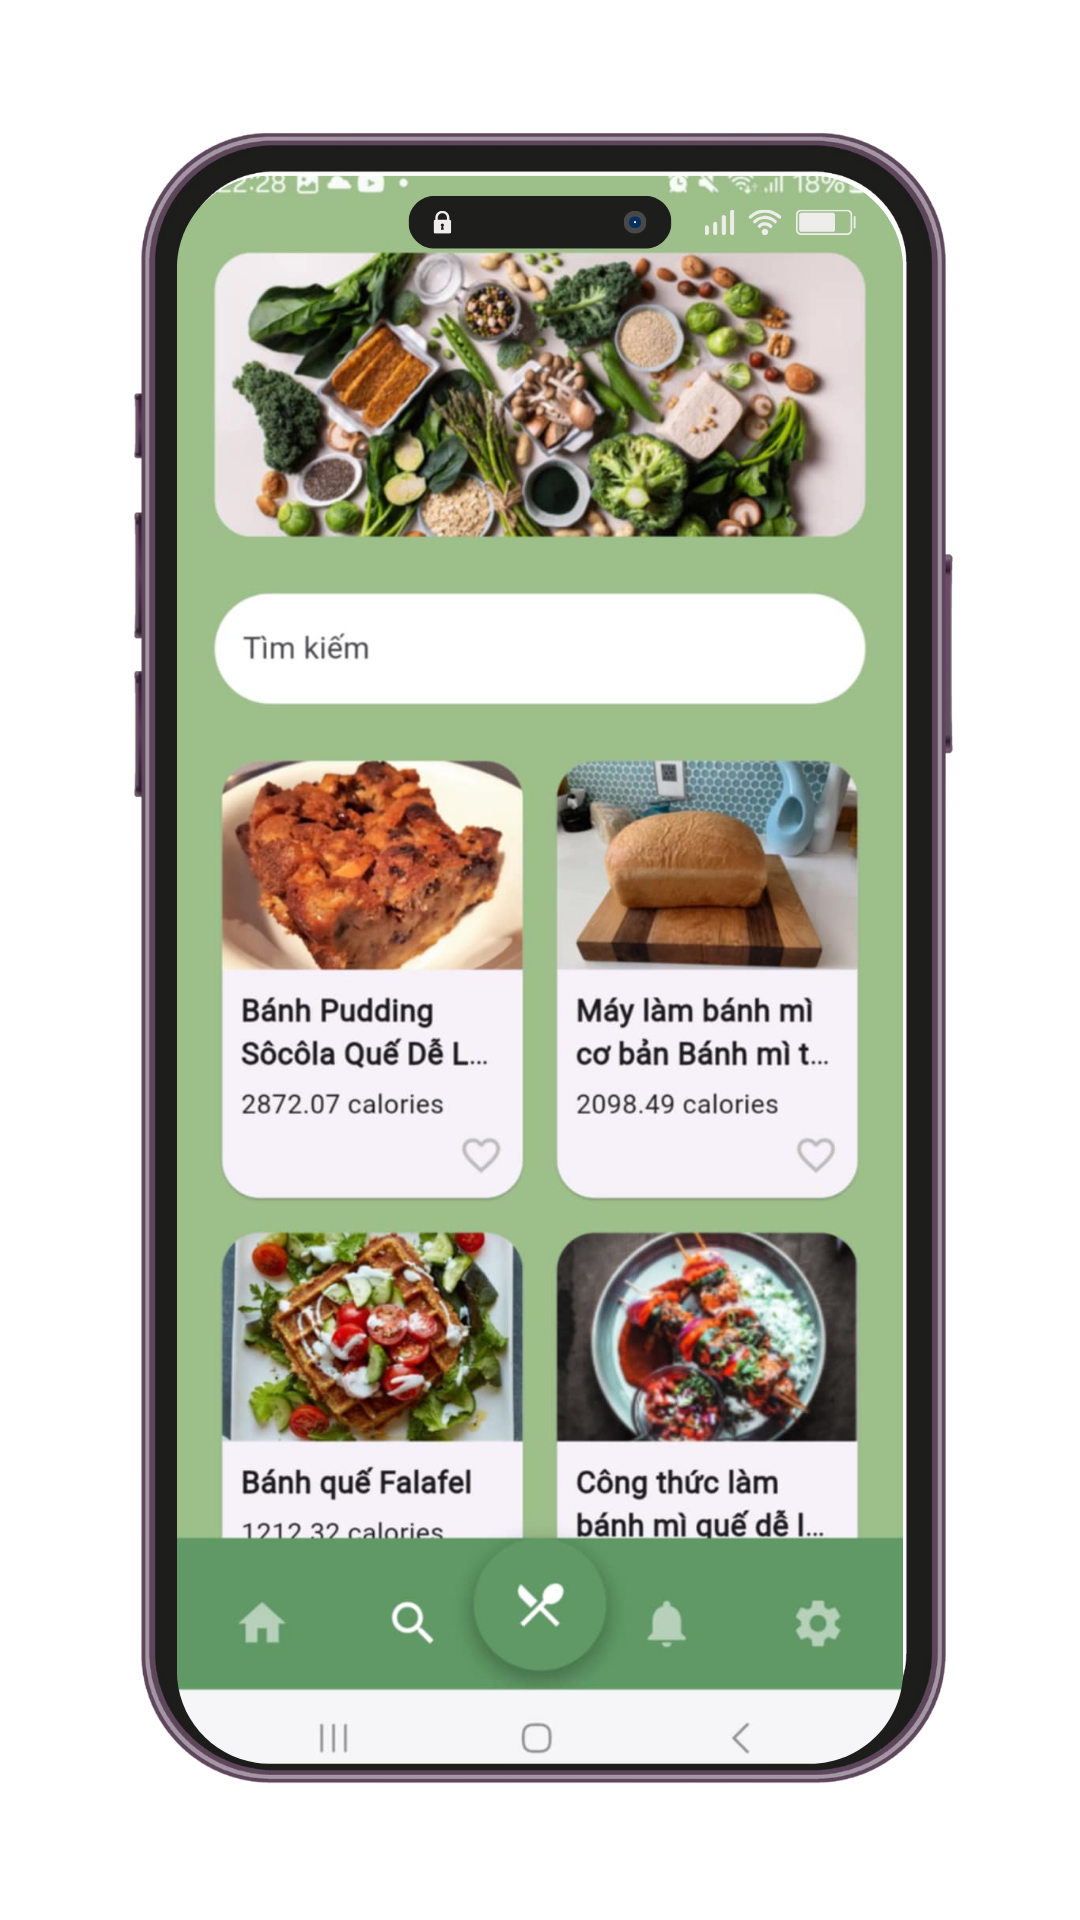 22:28
18%
Tìm kiếm
Bánh Pudding
Sôcôla Quế Dễ L...
2872.07 calories
Máy làm bánh mì
cơ bản Bánh mì t...
2098.49 calories
Bánh quế Falafel
1212.32 calories
Công thức làm
bánh mì quế dễ l...